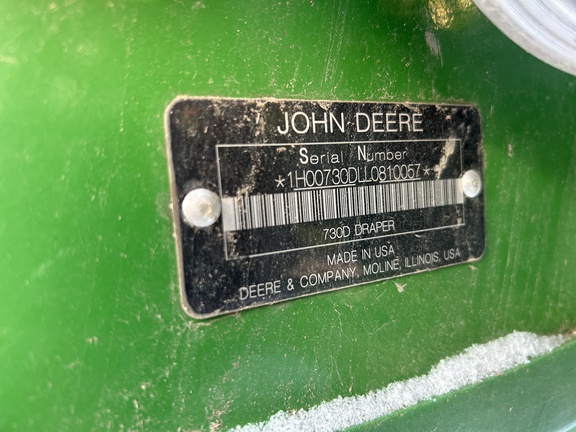 JOHN DEERE
Serial Number
*1H00730DLL0810057*
730D DRAPER
MADE IN USA
DEERE & COMPANY, MOLINE, ILLINOIS, USA